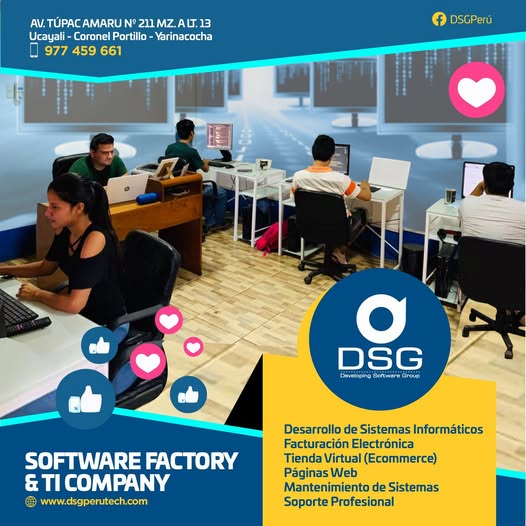 AV. TÚPAC AMARU Nº 211 MZ. A LT. 13
Ucayali - Coronel Portillo - Yarinacocha
977 459 661
DSGPerú
DSG
Developing Software Group
Desarrollo de Sistemas Informáticos
Facturación Electrónica
Tienda Virtual (Ecommerce)
Páginas Web
Mantenimiento de Sistemas
Soporte Profesional
SOFTWARE FACTORY
& TI COMPANY
www.dsgperutech.com